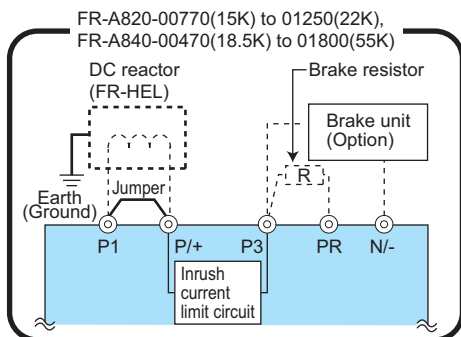 FR-A820-00770(15K) to 01250(22K),
FR-A840-00470(18.5K) to 01800(55K)
DC reactor
(FR-HEL)
Brake resistor
Brake unit
(Option)
R
Earth
(Ground)
Jumper
P1
P/+
P3
PR
N/-
Inrush
current
limit circuit